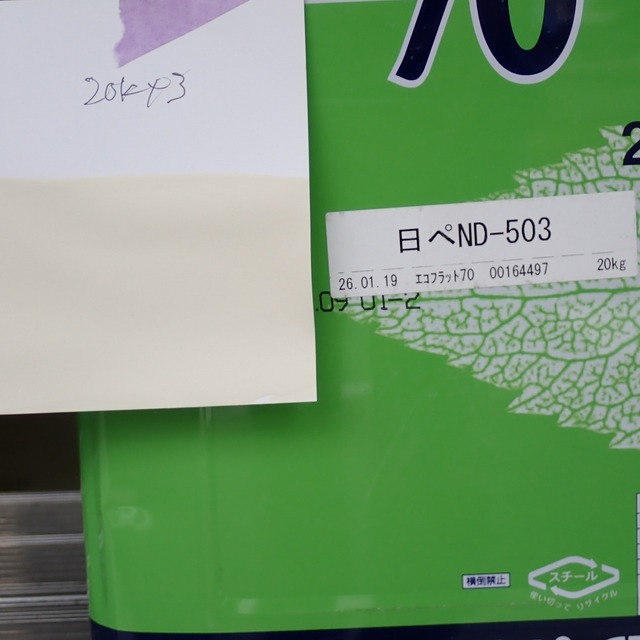 70
20K×3
2
日ペND-503
26.01.19 エコフラット70 00164497 20kg
.09 01-2
横倒禁止
スチール
使い切って リサイクル